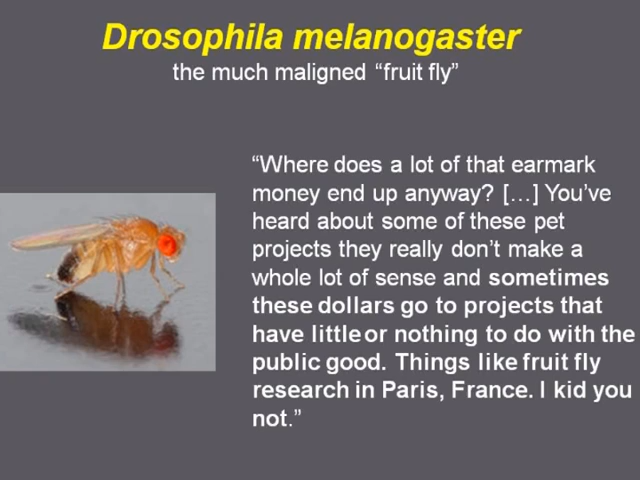 Drosophila melanogaster
the much maligned “fruit fly”
“Where does a lot of that earmark
money end up anyway? […] You’ve
heard about some of these pet
projects they really don’t make a
whole lot of sense and sometimes
these dollars go to projects that
have little or nothing to do with the
public good. Things like fruit fly
research in Paris, France. I kid you
not.”